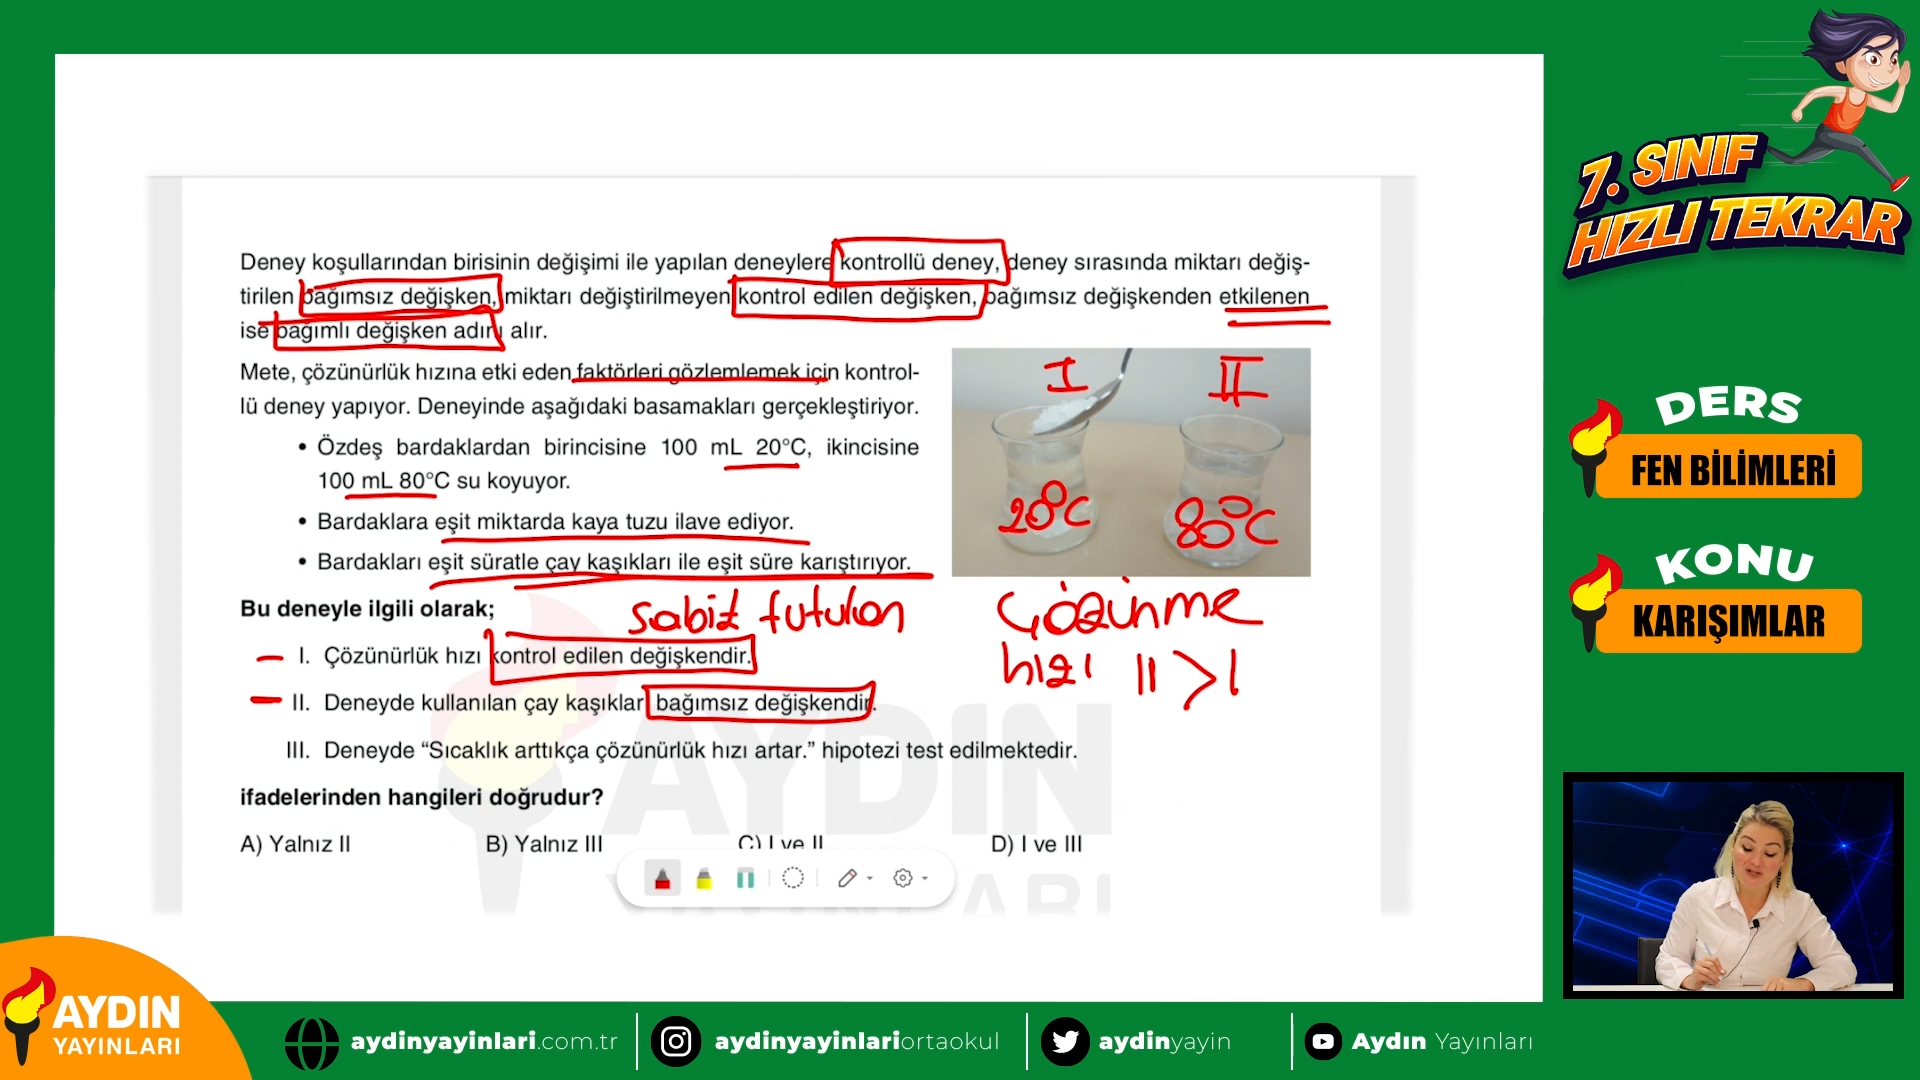 7. SINIF
HIZLI TEKRAR
Deney koşullarından birisinin değişimi ile yapılan deneylere kontrollü deney, deney sırasında miktarı değiş-
tirilen bağımsız değişken, miktarı değiştirilmeyen kontrol edilen değişken, bağımsız değişkenden etkilenen
ise bağımlı değişken adını alır.
Mete, çözünürlük hızına etki eden faktörleri gözlemlemek için kontrol-
lü deney yapıyor. Deneyinde aşağıdaki basamakları gerçekleştiriyor.
• Özdeş bardaklardan birincisine 100 mL 20°C, ikincisine
100 mL 80°C su koyuyor.
• Bardaklara eşit miktarda kaya tuzu ilave ediyor.
• Bardakları eşit süratle çay kaşıkları ile eşit süre karıştırıyor.
I II
20°C 80°C
Bu deneyle ilgili olarak;
sabit tutulan
Çözünme
hızı II > I
I. Çözünürlük hızı kontrol edilen değişkendir.
II. Deneyde kullanılan çay kaşıklar bağımsız değişkendir.
III. Deneyde “Sıcaklık arttıkça çözünürlük hızı artar.” hipotezi test edilmektedir.
ifadelerinden hangileri doğrudur?
A) Yalnız II B) Yalnız III C) I ve II D) I ve III
AYDIN
YAYINLARI
DERS
FEN BİLİMLERİ
KONU
KARIŞIMLAR
AYDIN
YAYINLARI
aydinyayinlari.com.tr
aydinyayinlariortaokul
aydinyayin
Aydın Yayınları